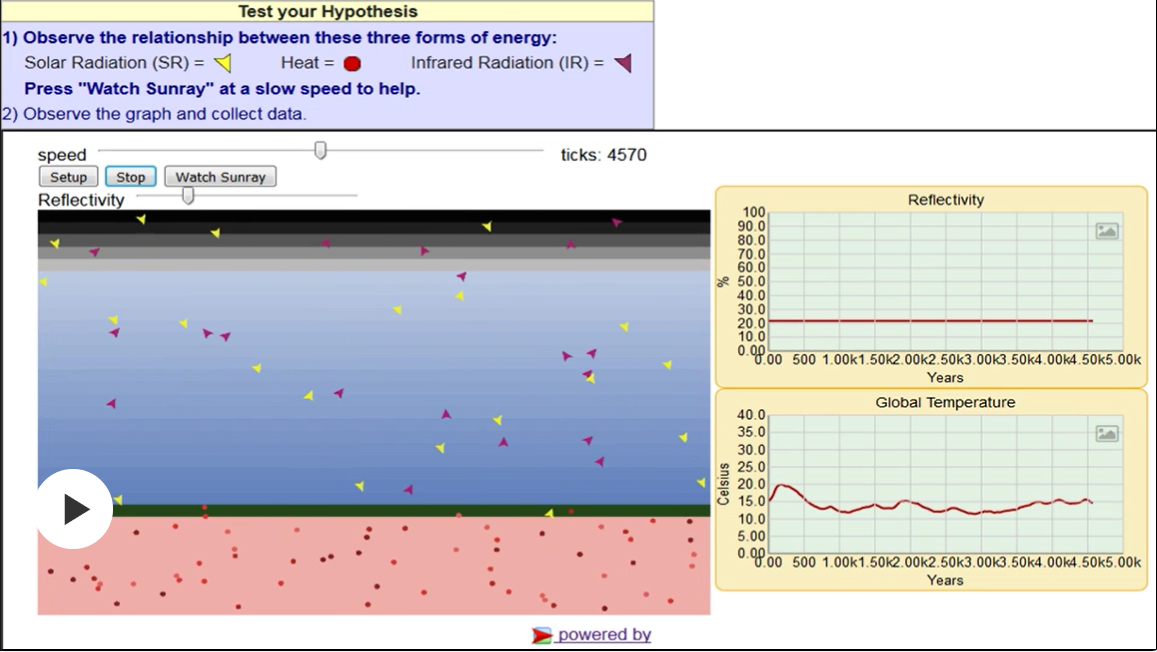 Test your Hypothesis
1) Observe the relationship between these three forms of energy:
Solar Radiation (SR) = Heat = Infrared Radiation (IR) =
Press "Watch Sunray" at a slow speed to help.
2) Observe the graph and collect data.
speed ticks: 4570
Setup Stop Watch Sunray
Reflectivity
Reflectivity
100
90.0
80.0
70.0
60.0
50.0
40.0
30.0
20.0
10.0
0.00
%
0.00 500 1.00k 1.50k 2.00k 2.50k 3.00k 3.50k 4.00k 4.50k 5.00k
Years
Global Temperature
40.0
35.0
30.0
25.0
20.0
15.0
10.0
5.00
0.00
Celsius
0.00 500 1.00k 1.50k 2.00k 2.50k 3.00k 3.50k 4.00k 4.50k 5.00k
Years
powered by